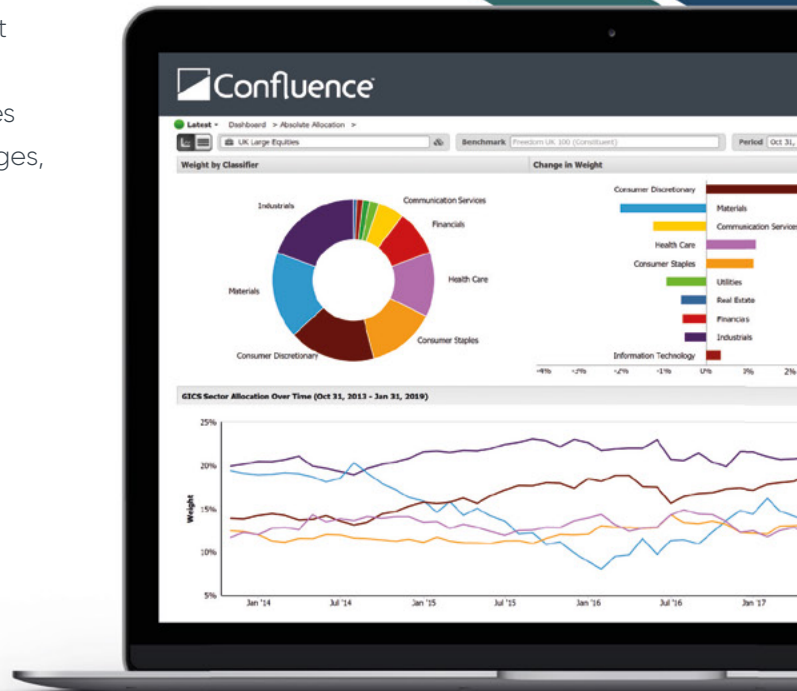 t
es
ges,
Confluence
Latest
Dashboard > Absolute Allocation >
UK Large Equities
Benchmark
Freedom UK 100 (Constituent)
Period
Oct 31,
Weight by Classifier
Change in Weight
Industrials
Communication Services
Financials
Health Care
Consumer Staples
Consumer Discretionary
Materials
Consumer Discretionary
Materials
Communication Services
Health Care
Consumer Staples
Utilities
Real Estate
Financials
Industrials
Information Technology
-4%
-3%
-2%
-1%
0%
1%
2%
GICS Sector Allocation Over Time (Oct 31, 2013 - Jan 31, 2019)
25%
20%
15%
10%
5%
Weight
Jan '14
Jul '14
Jan '15
Jul '15
Jan '16
Jul '16
Jan '17